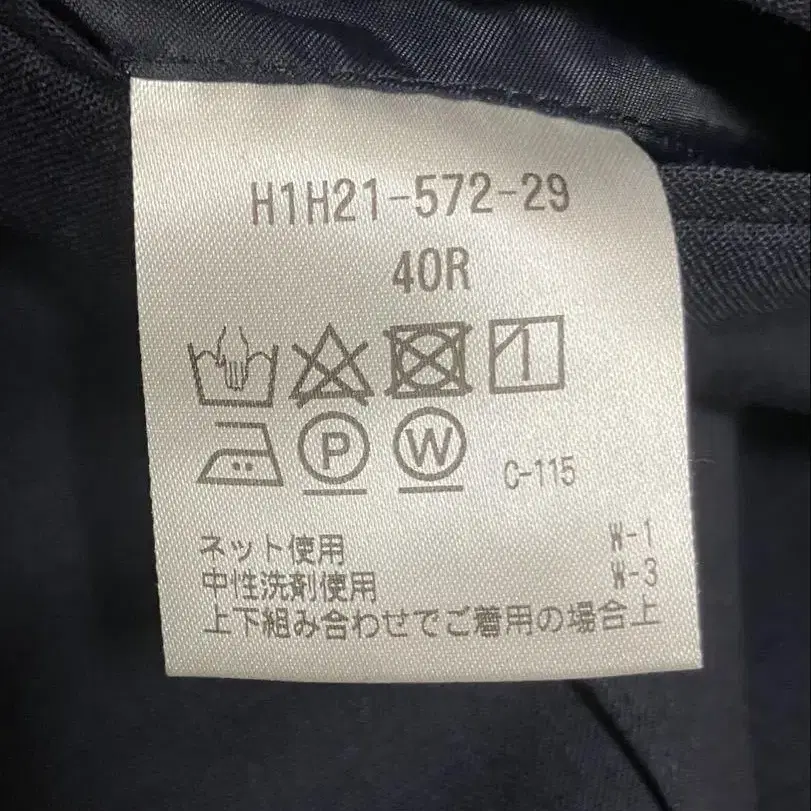 H1H21-572-29
40R
P W C-115
ネット使用 W-1
中性洗剤使用 W-3
上下組み合わせでご着用の場合上